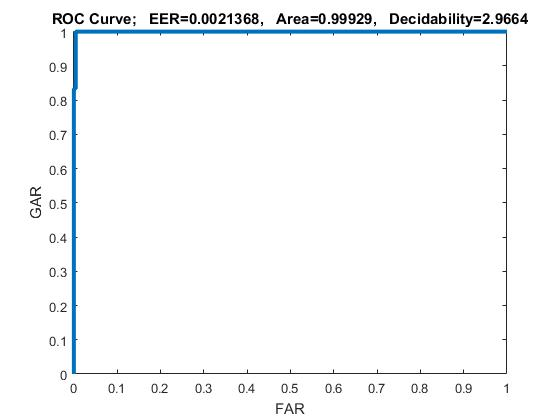 ROC Curve;   EER=0.0021368,   Area=0.99929,   Decidability=2.9664
1
0.9
0.8
0.7
0.6
0.5
0.4
0.3
0.2
0.1
0
GAR
0 0.1 0.2 0.3 0.4 0.5 0.6 0.7 0.8 0.9 1
FAR